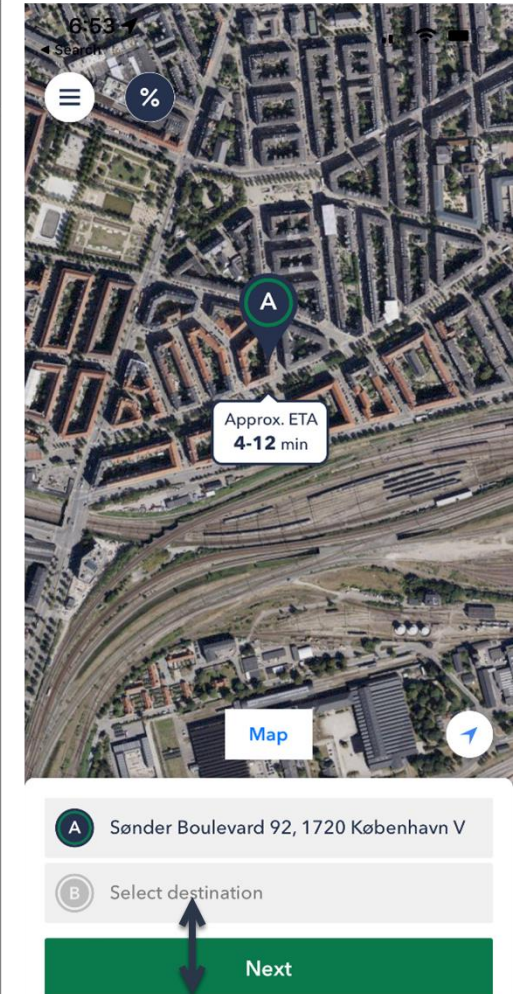 6:53
◀ Search
%
A
Approx. ETA
4-12 min
Map
A Sønder Boulevard 92, 1720 København V
B Select destination
Next